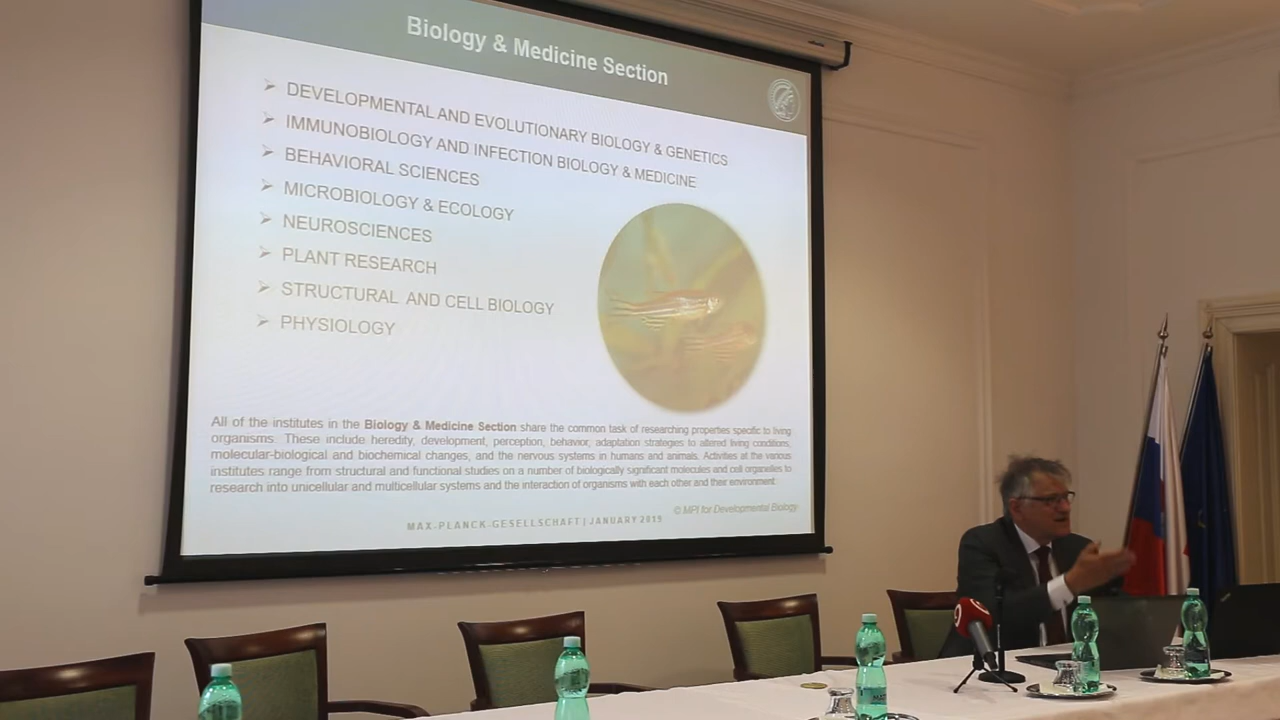 Biology & Medicine Section
DEVELOPMENTAL AND EVOLUTIONARY BIOLOGY & GENETICS
IMMUNOBIOLOGY AND INFECTION BIOLOGY & MEDICINE
BEHAVIORAL SCIENCES
MICROBIOLOGY & ECOLOGY
NEUROSCIENCES
PLANT RESEARCH
STRUCTURAL AND CELL BIOLOGY
PHYSIOLOGY
All of the institutes in the Biology & Medicine Section share the common task of researching properties specific to living
organisms. These include heredity, development, perception, behavior, adaptation strategies to altered living conditions,
molecular-biological and biochemical changes, and the nervous systems in humans and animals. Activities at the various
institutes range from structural and functional studies on a number of biologically significant molecules and cell organelles to
research into unicellular and multicellular systems and the interaction of organisms with each other and their environment.
© MPI for Developmental Biology
MAX-PLANCK-GESELLSCHAFT | JANUARY 2019